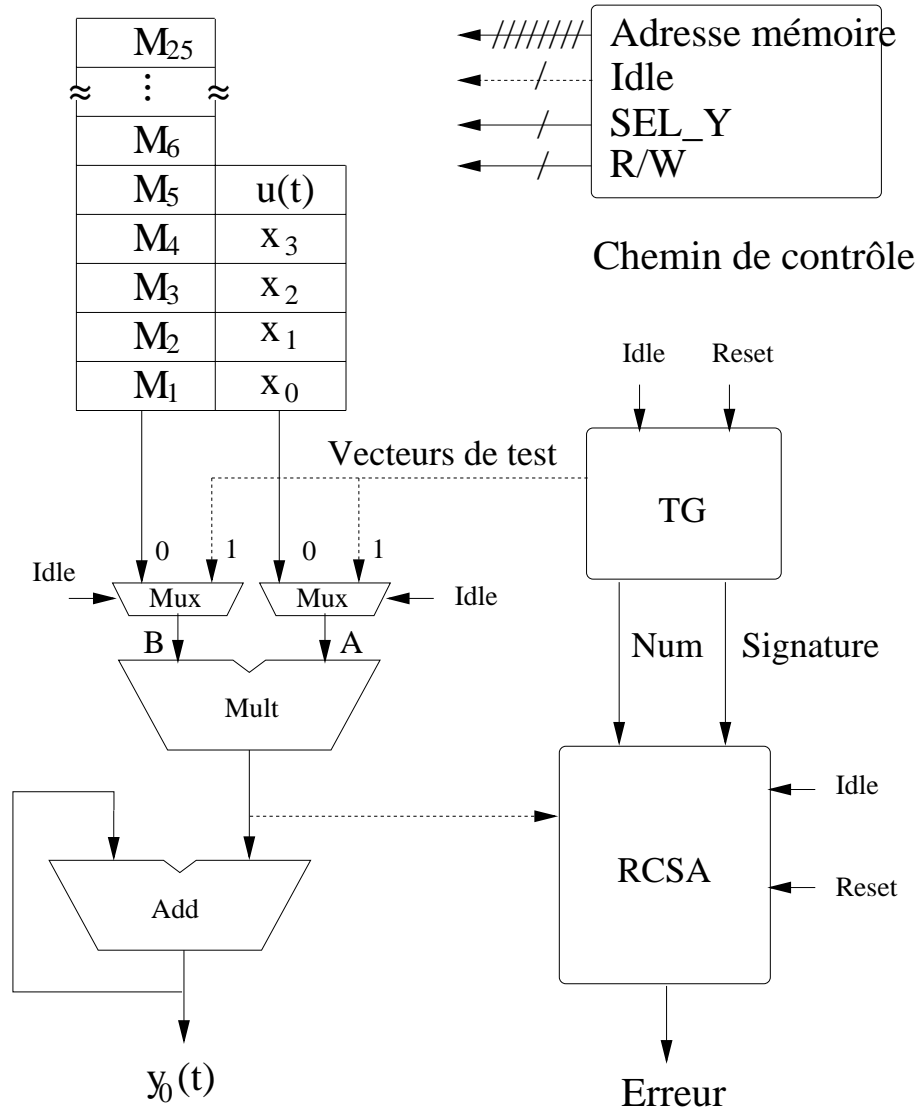 M25
⋮
M6
M5 u(t)
M4 x3
M3 x2
M2 x1
M1 x0
Adresse mémoire
Idle
SEL_Y
R/W
Chemin de contrôle
Idle Reset
Vecteurs de test
TG
0 1 0 1
Idle
Mux Mux
Idle
B A
Num Signature
Mult
Idle
RCSA
Reset
Add
y0(t)
Erreur